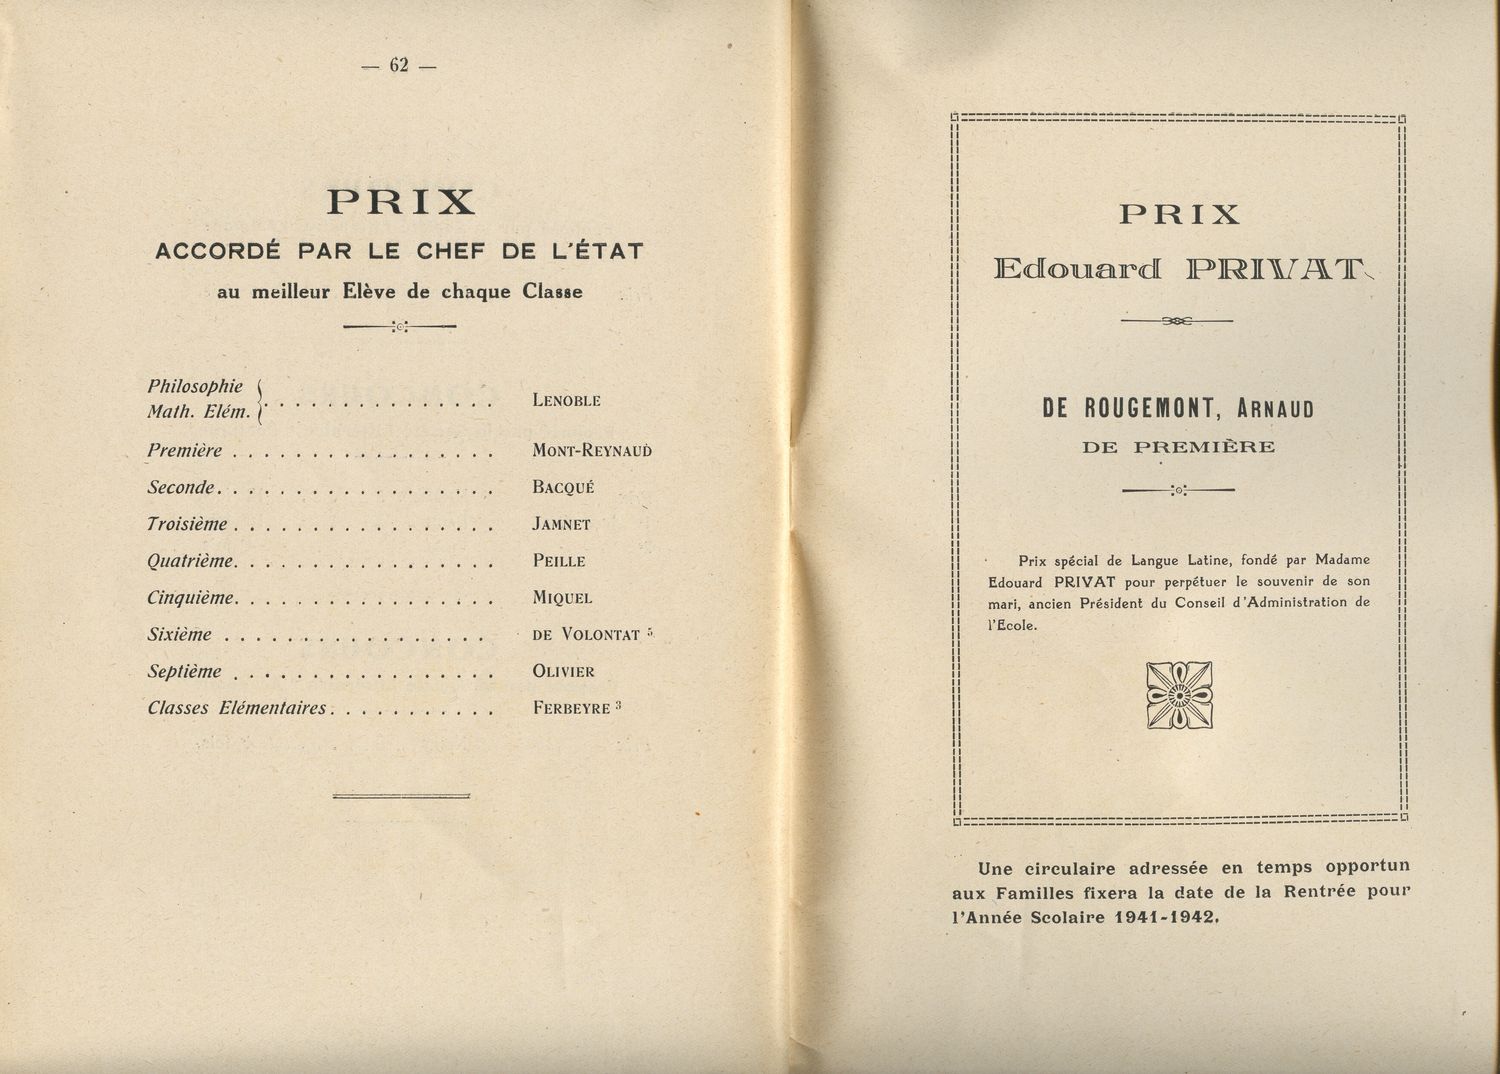 — 62 —
PRIX
ACCORDÉ PAR LE CHEF DE L'ÉTAT
au meilleur Elève de chaque Classe
Philosophie
Math. Elém. } . . . . . . . . . . . . . . . LENOBLE
Première . . . . . . . . . . . . . . . . . MONT-REYNAUD
Seconde. . . . . . . . . . . . . . . . . . BACQUÉ
Troisième . . . . . . . . . . . . . . . . . JAMNET
Quatrième. . . . . . . . . . . . . . . . . PEILLE
Cinquième. . . . . . . . . . . . . . . . . MIQUEL
Sixième . . . . . . . . . . . . . . . . . DE VOLONTAT ⁵
Septième . . . . . . . . . . . . . . . . . OLIVIER
Classes Elémentaires. . . . . . . . . . . FERBEYRE ³
PRIX
Edouard PRIVAT
DE ROUGEMONT, ARNAUD
DE PREMIÈRE
Prix spécial de Langue Latine, fondé par Madame
Edouard PRIVAT pour perpétuer le souvenir de son
mari, ancien Président du Conseil d'Administration de
l'Ecole.
Une circulaire adressée en temps opportun
aux Familles fixera la date de la Rentrée pour
l'Année Scolaire 1941-1942.